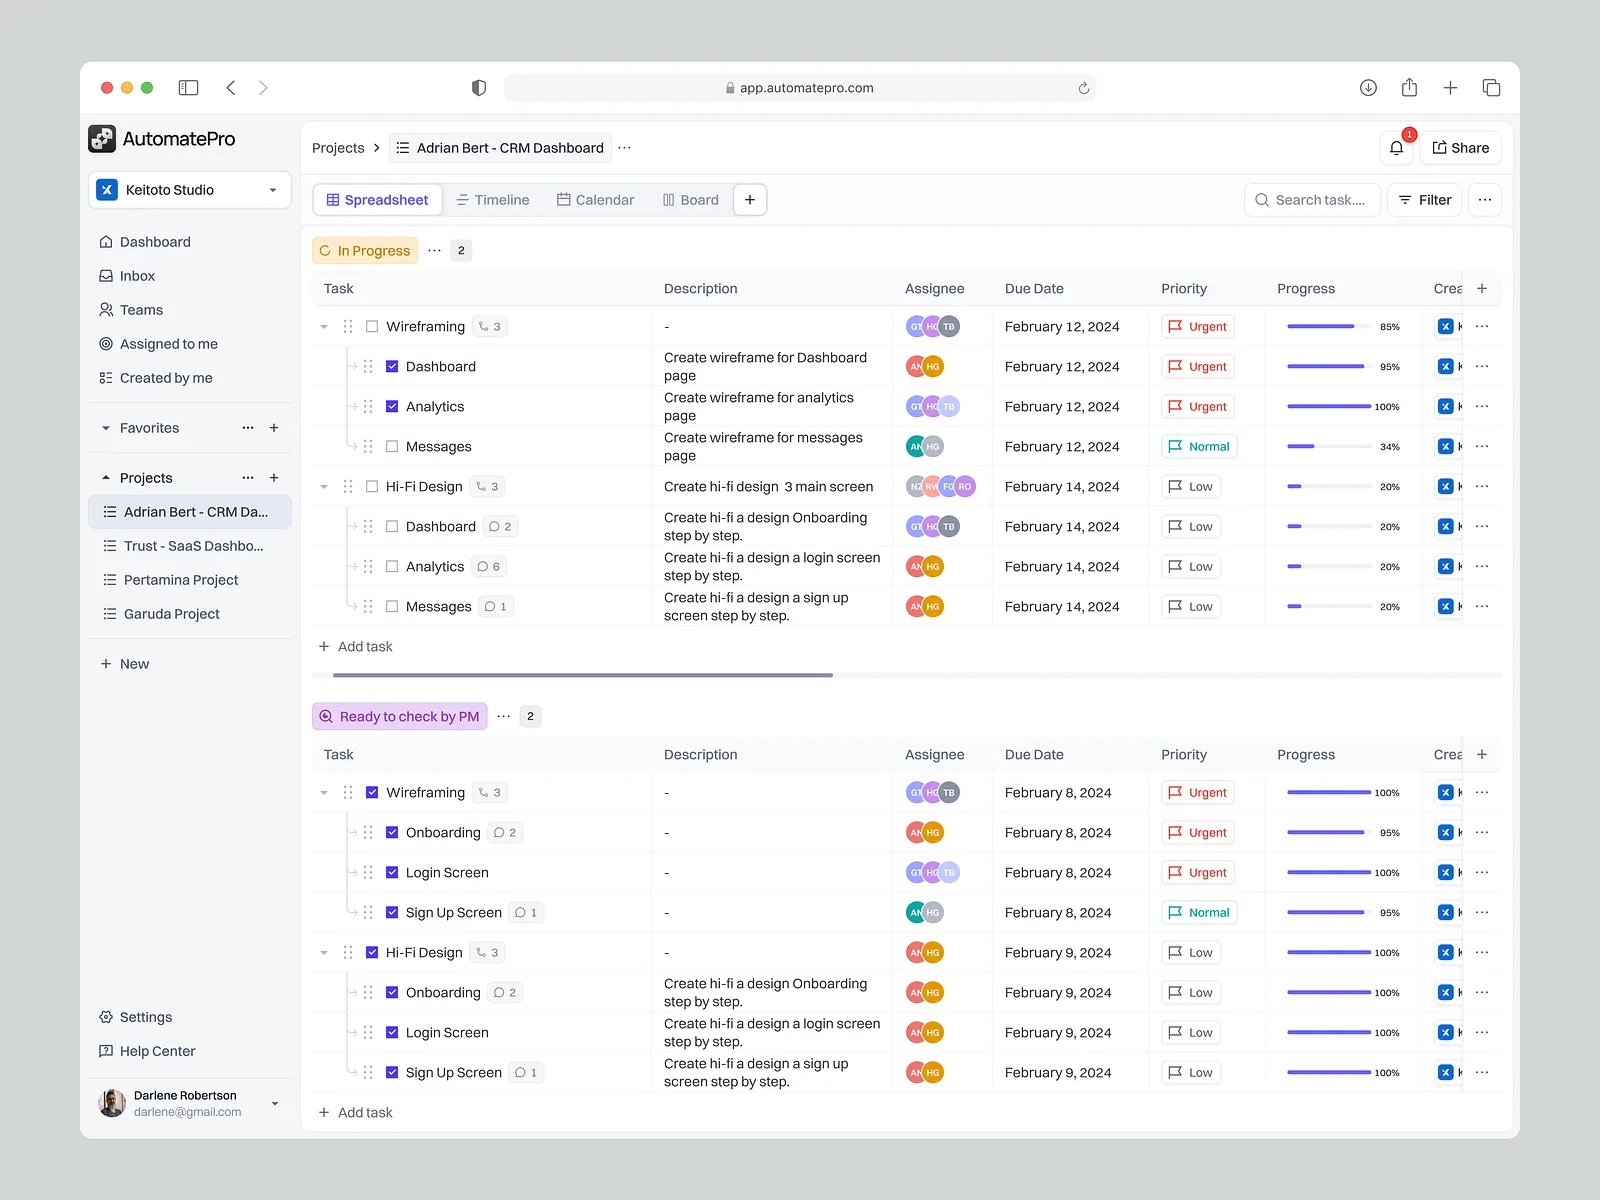 app.automatepro.com
AutomatePro
Keitoto Studio
Dashboard
Inbox
Teams
Assigned to me
Created by me
Favorites
Projects
Adrian Bert - CRM Da...
Trust - SaaS Dashbo...
Pertamina Project
Garuda Project
New
Settings
Help Center
Darlene Robertson
darlene@gmail.com
Projects
Adrian Bert - CRM Dashboard
1
Share
Spreadsheet
Timeline
Calendar
Board
Search task....
Filter
In Progress
2
Task Description Assignee Due Date Priority Progress Crea
Wireframing 3 - GT HG TB February 12, 2024 Urgent 85% K
Dashboard Create wireframe for Dashboard AN HG February 12, 2024 Urgent 95% K
page
Analytics Create wireframe for analytics GT HG TB February 12, 2024 Urgent 100% K
page
Messages Create wireframe for messages AN HG February 12, 2024 Normal 34% K
page
Hi-Fi Design 3 Create hi-fi design 3 main screen NZ RV FG RO February 14, 2024 Low 20% K
Dashboard 2 Create hi-fi a design Onboarding GT HG TB February 14, 2024 Low 20% K
step by step.
Analytics 6 Create hi-fi a design a login screen AN HG February 14, 2024 Low 20% K
step by step.
Messages 1 Create hi-fi a design a sign up AN HG February 14, 2024 Low 20% K
screen step by step.
Add task
Ready to check by PM
2
Task Description Assignee Due Date Priority Progress Crea
Wireframing 3 - GT HG TB February 8, 2024 Urgent 100% K
Onboarding 2 - AN HG February 8, 2024 Urgent 95% K
Login Screen - GT HG TB February 8, 2024 Urgent 100% K
Sign Up Screen 1 - AN HG February 8, 2024 Normal 95% K
Hi-Fi Design 3 - AN HG February 9, 2024 Low 100% K
Onboarding 2 Create hi-fi a design Onboarding AN HG February 9, 2024 Low 100% K
step by step.
Login Screen Create hi-fi a design a login screen AN HG February 9, 2024 Low 100% K
step by step.
Sign Up Screen 1 Create hi-fi a design a sign up AN HG February 9, 2024 Low 100% K
screen step by step.
Add task